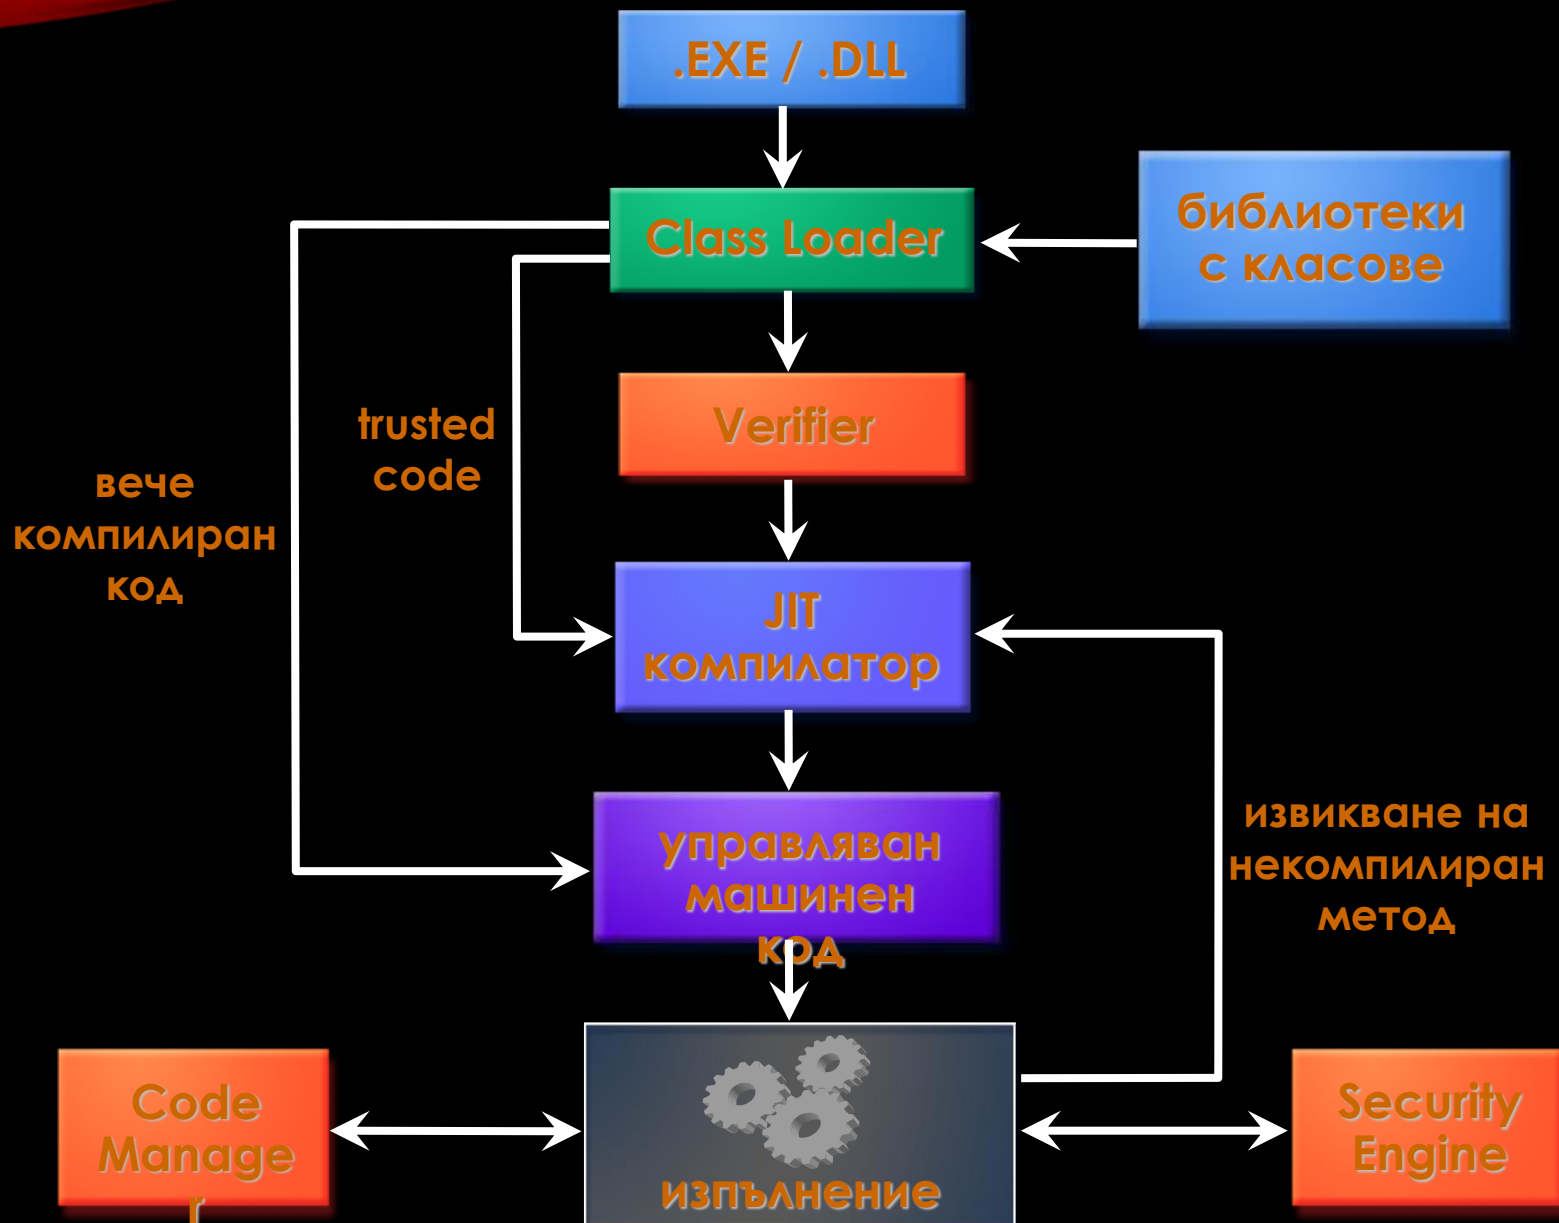 .EXE / .DLL
библиотеки
с класове
Class Loader
trusted
code
Verifier
вече
компилиран
код
JIT
компилатор
управляван
машинен
код
извикване на
некомпилиран
метод
Code
Manage
r
изпълнение
Security
Engine